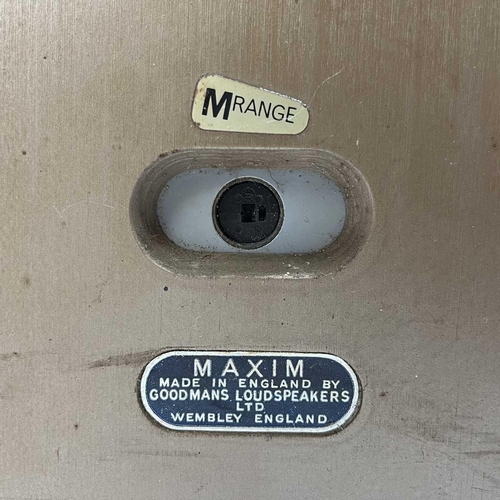 MRANGE
MAXIM
MADE IN ENGLAND BY
GOODMANS LOUDSPEAKERS
LTD
WEMBLEY ENGLAND